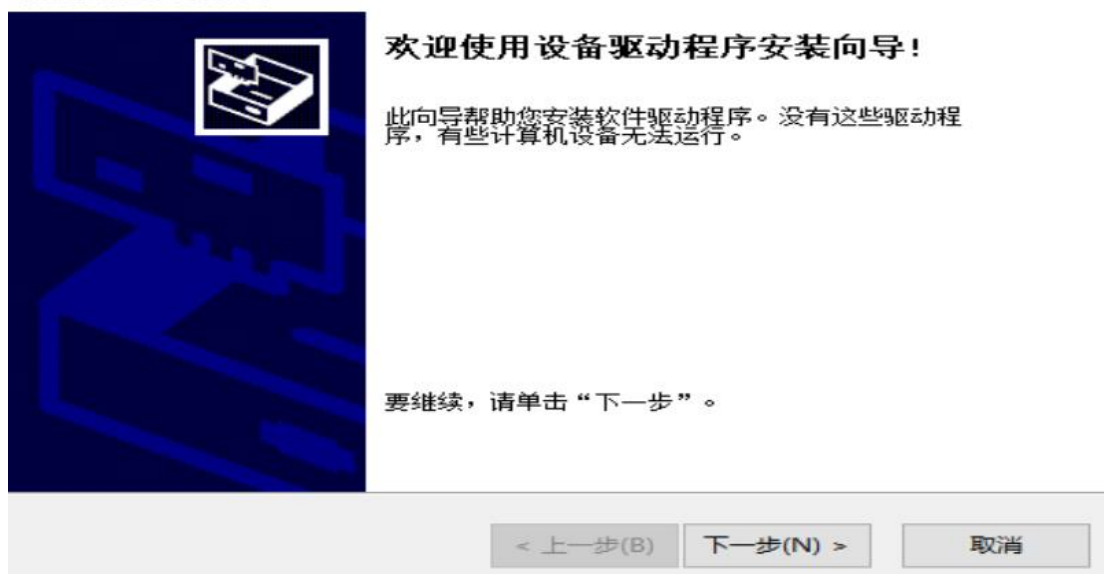 欢迎使用设备驱动程序安装向导!
此向导帮助您安装软件驱动程序。没有这些驱动程
序，有些计算机设备无法运行。
要继续，请单击“下一步”。
< 上一步(B)
下一步(N) >
取消